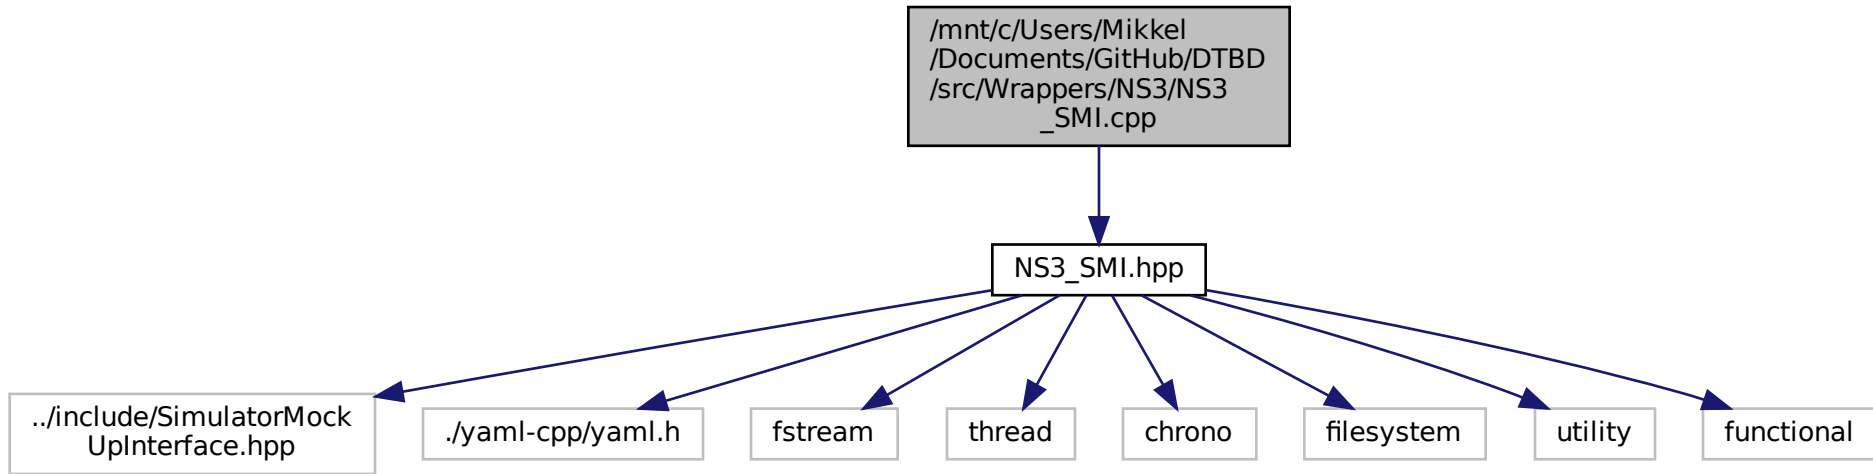 /mnt/c/Users/Mikkel
/Documents/GitHub/DTBD
/src/Wrappers/NS3/NS3
_SMI.cpp
NS3_SMI.hpp
../include/SimulatorMock
UpInterface.hpp
./yaml-cpp/yaml.h
fstream
thread
chrono
filesystem
utility
functional